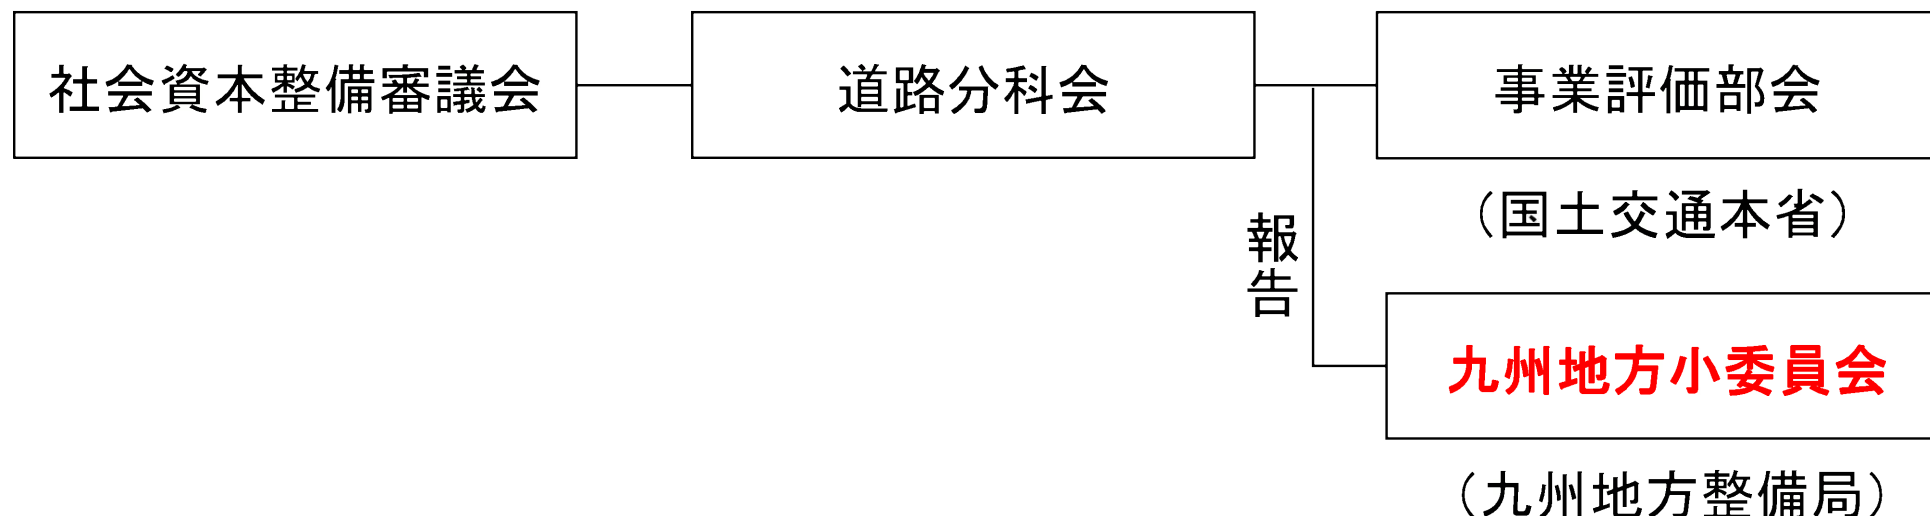 社会資本整備審議会
道路分科会
事業評価部会
（国土交通本省）
報告
九州地方小委員会
（九州地方整備局）